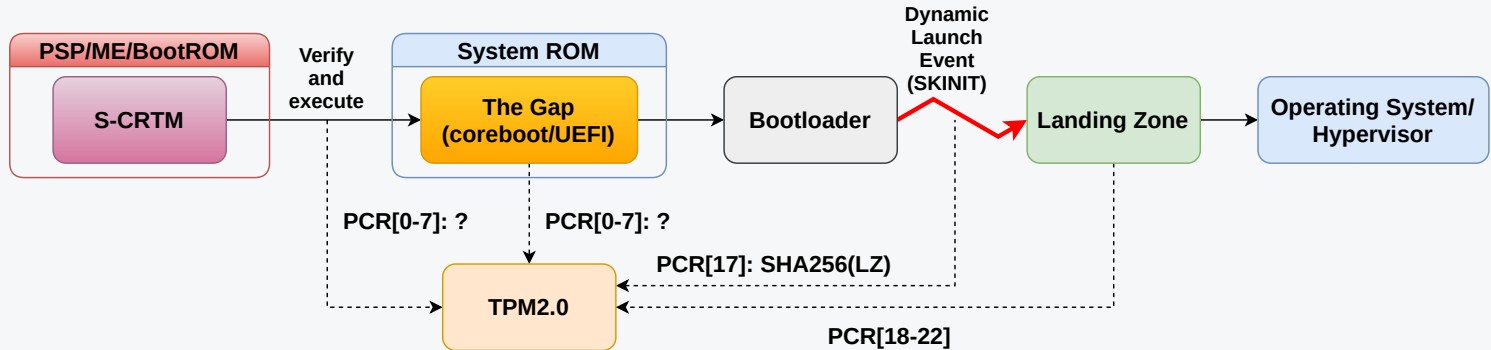 PSP/ME/BootROM
S-CRTM
Verify
and
execute
System ROM
The Gap
(coreboot/UEFI)
Bootloader
Dynamic
Launch
Event
(SKINIT)
Landing Zone
Operating System/
Hypervisor
PCR[0-7]: ?
PCR[0-7]: ?
PCR[17]: SHA256(LZ)
TPM2.0
PCR[18-22]